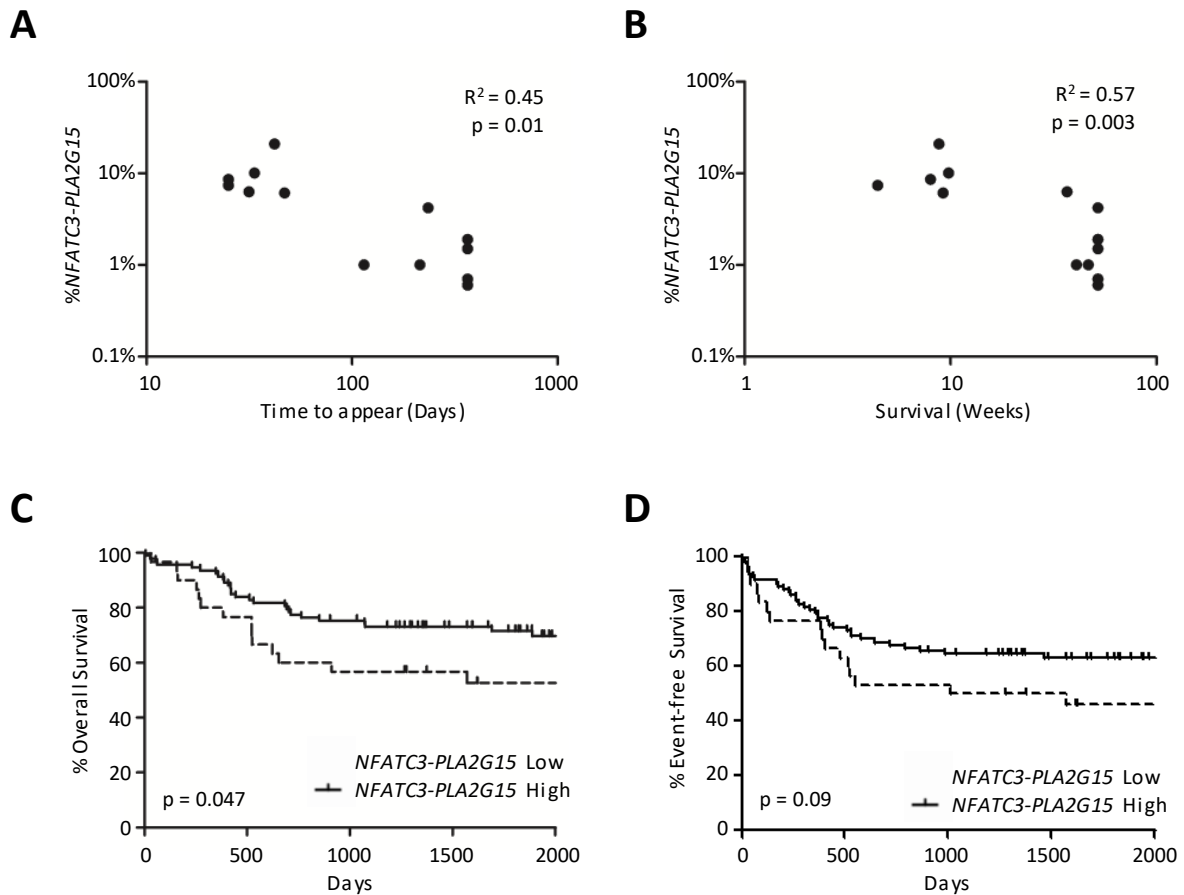 A
100%
10%
1%
0.1%
%NFATC3-PLA2G15
R² = 0.45
p = 0.01
10
100
1000
Time to appear (Days)
B
100%
10%
1%
0.1%
%NFATC3-PLA2G15
R² = 0.57
p = 0.003
1
10
100
Survival (Weeks)
C
100
80
60
40
20
0
% Overall Survival
NFATC3-PLA2G15 Low
NFATC3-PLA2G15 High
p = 0.047
0
500
1000
1500
2000
Days
D
100
80
60
40
20
0
% Event-free Survival
NFATC3-PLA2G15 Low
NFATC3-PLA2G15 High
p = 0.09
0
500
1000
1500
2000
Days